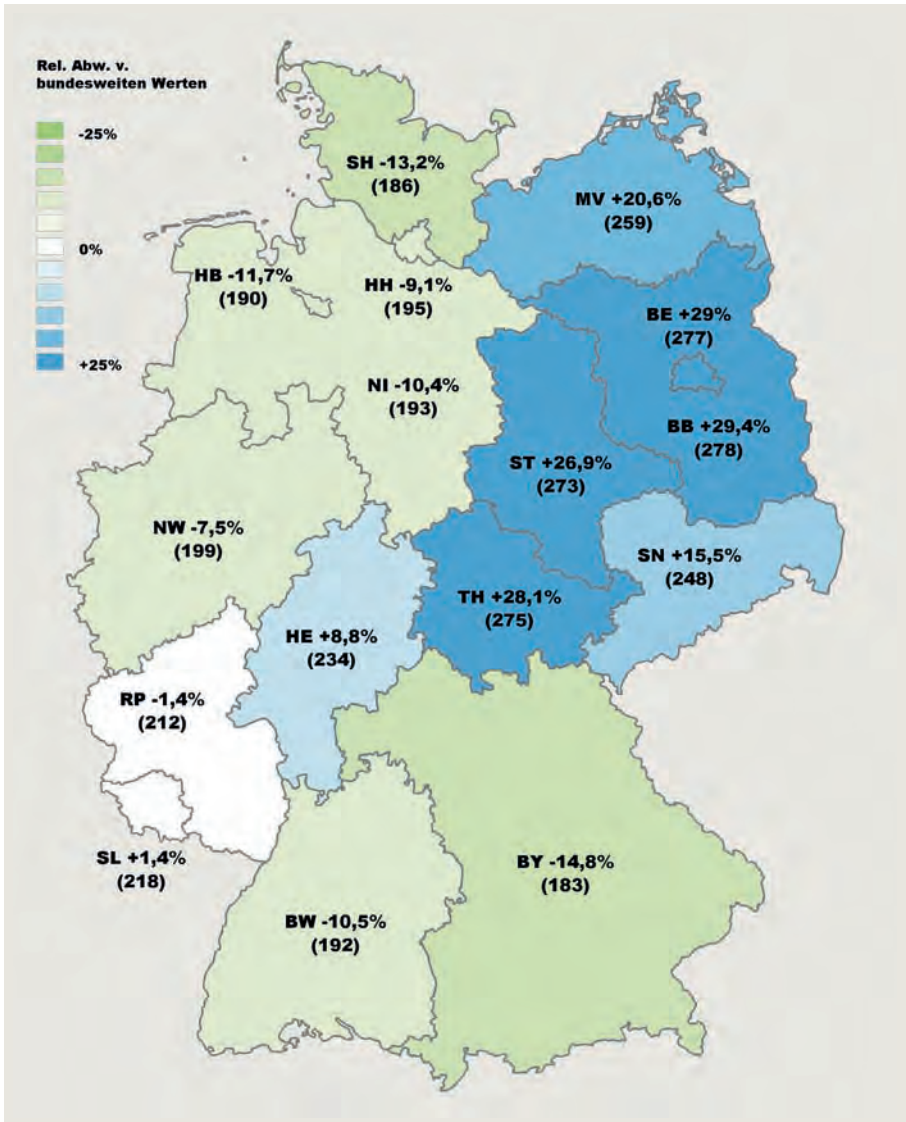 Rel. Abw. v.
bundesweiten Werten
-25%
0%
+25%
SH -13,2%
(186)
MV +20,6%
(259)
HB -11,7%
(190)
HH -9,1%
(195)
BE +29%
(277)
NI -10,4%
(193)
BB +29,4%
(278)
ST +26,9%
(273)
NW -7,5%
(199)
SN +15,5%
(248)
TH +28,1%
(275)
HE +8,8%
(234)
RP -1,4%
(212)
SL +1,4%
(218)
BY -14,8%
(183)
BW -10,5%
(192)